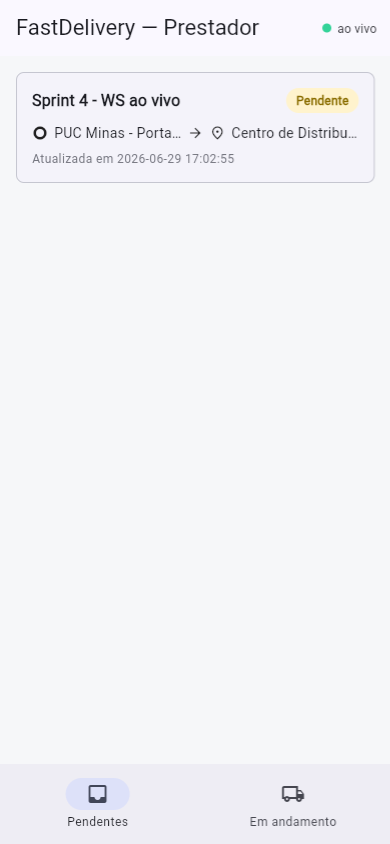 FastDelivery — Prestador
ao vivo
Sprint 4 - WS ao vivo
Pendente
PUC Minas - Porta… → Centro de Distribu…
Atualizada em 2026-06-29 17:02:55
Pendentes
Em andamento